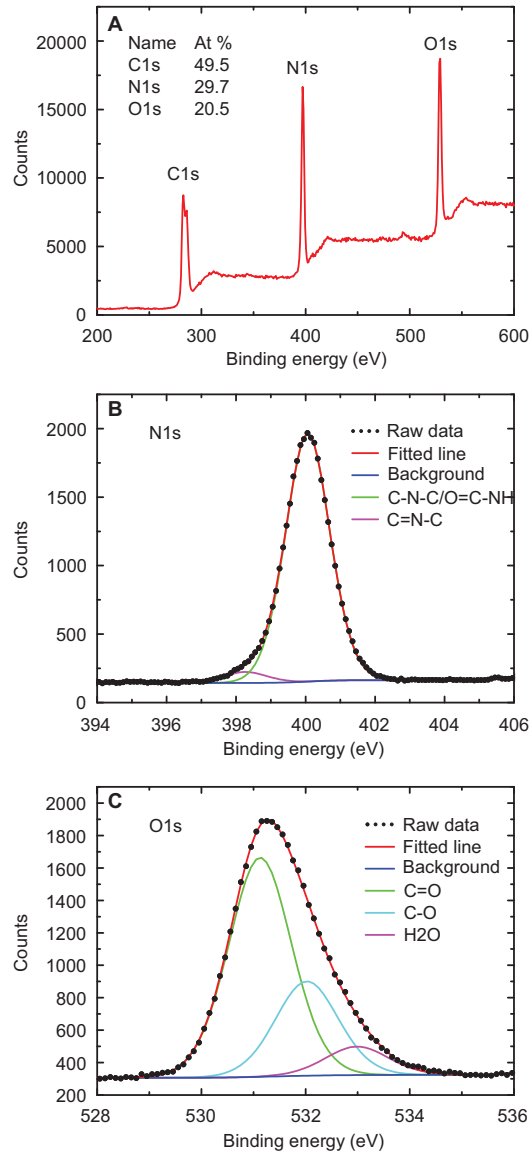 A
Name At %
C1s 49.5
N1s 29.7
O1s 20.5
C1s
N1s
O1s
20000
15000
10000
5000
0
Counts
200 300 400 500 600
Binding energy (eV)
B
N1s
Raw data
Fitted line
Background
C-N-C/O=C-NH
C=N-C
2000
1500
1000
500
0
Counts
394 396 398 400 402 404 406
Binding energy (eV)
C
O1s
Raw data
Fitted line
Background
C=O
C-O
H2O
2000
1800
1600
1400
1200
1000
800
600
400
200
Counts
528 530 532 534 536
Binding energy (eV)